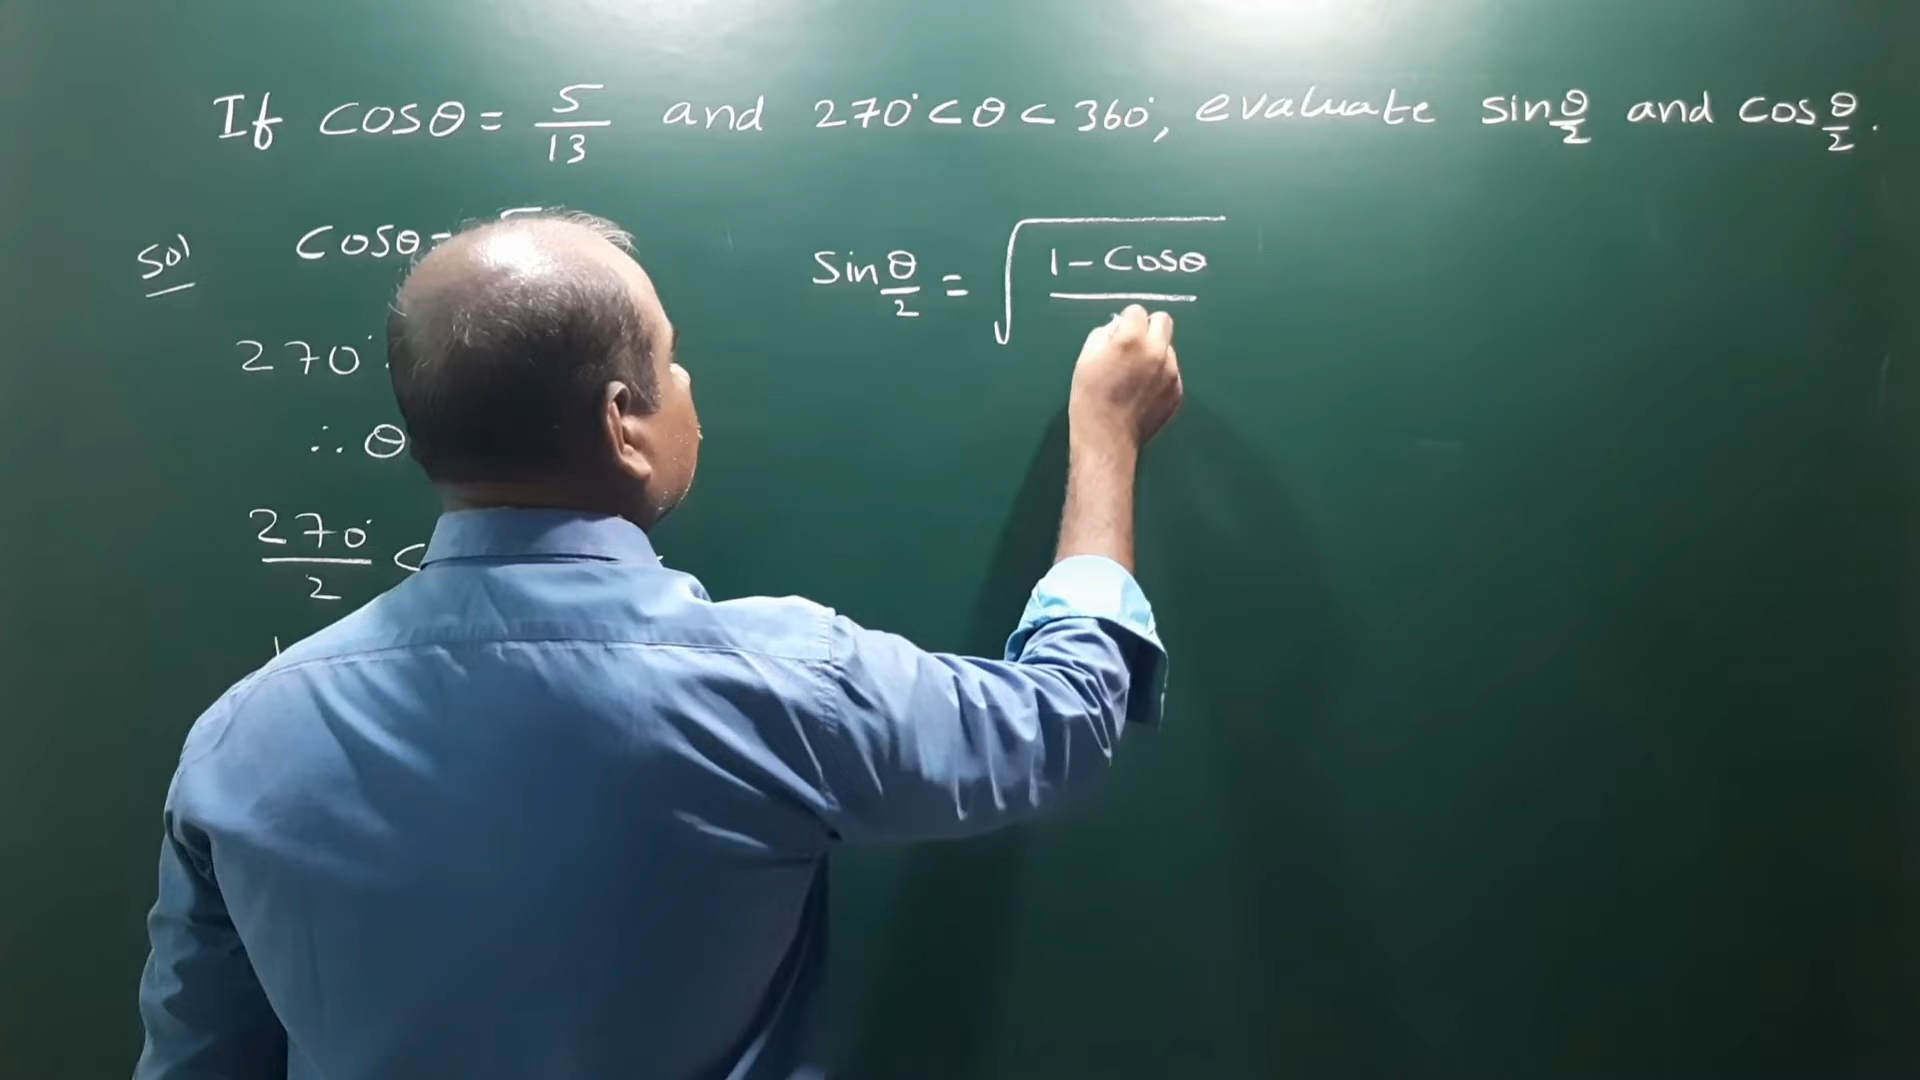 If cosθ = 5/13 and 270° < θ < 360°, evaluate sin θ/2 and cos θ/2.
Sol cosθ =
270°
∴ θ
270°/2 <
sin θ/2 = √(1 - cosθ)/